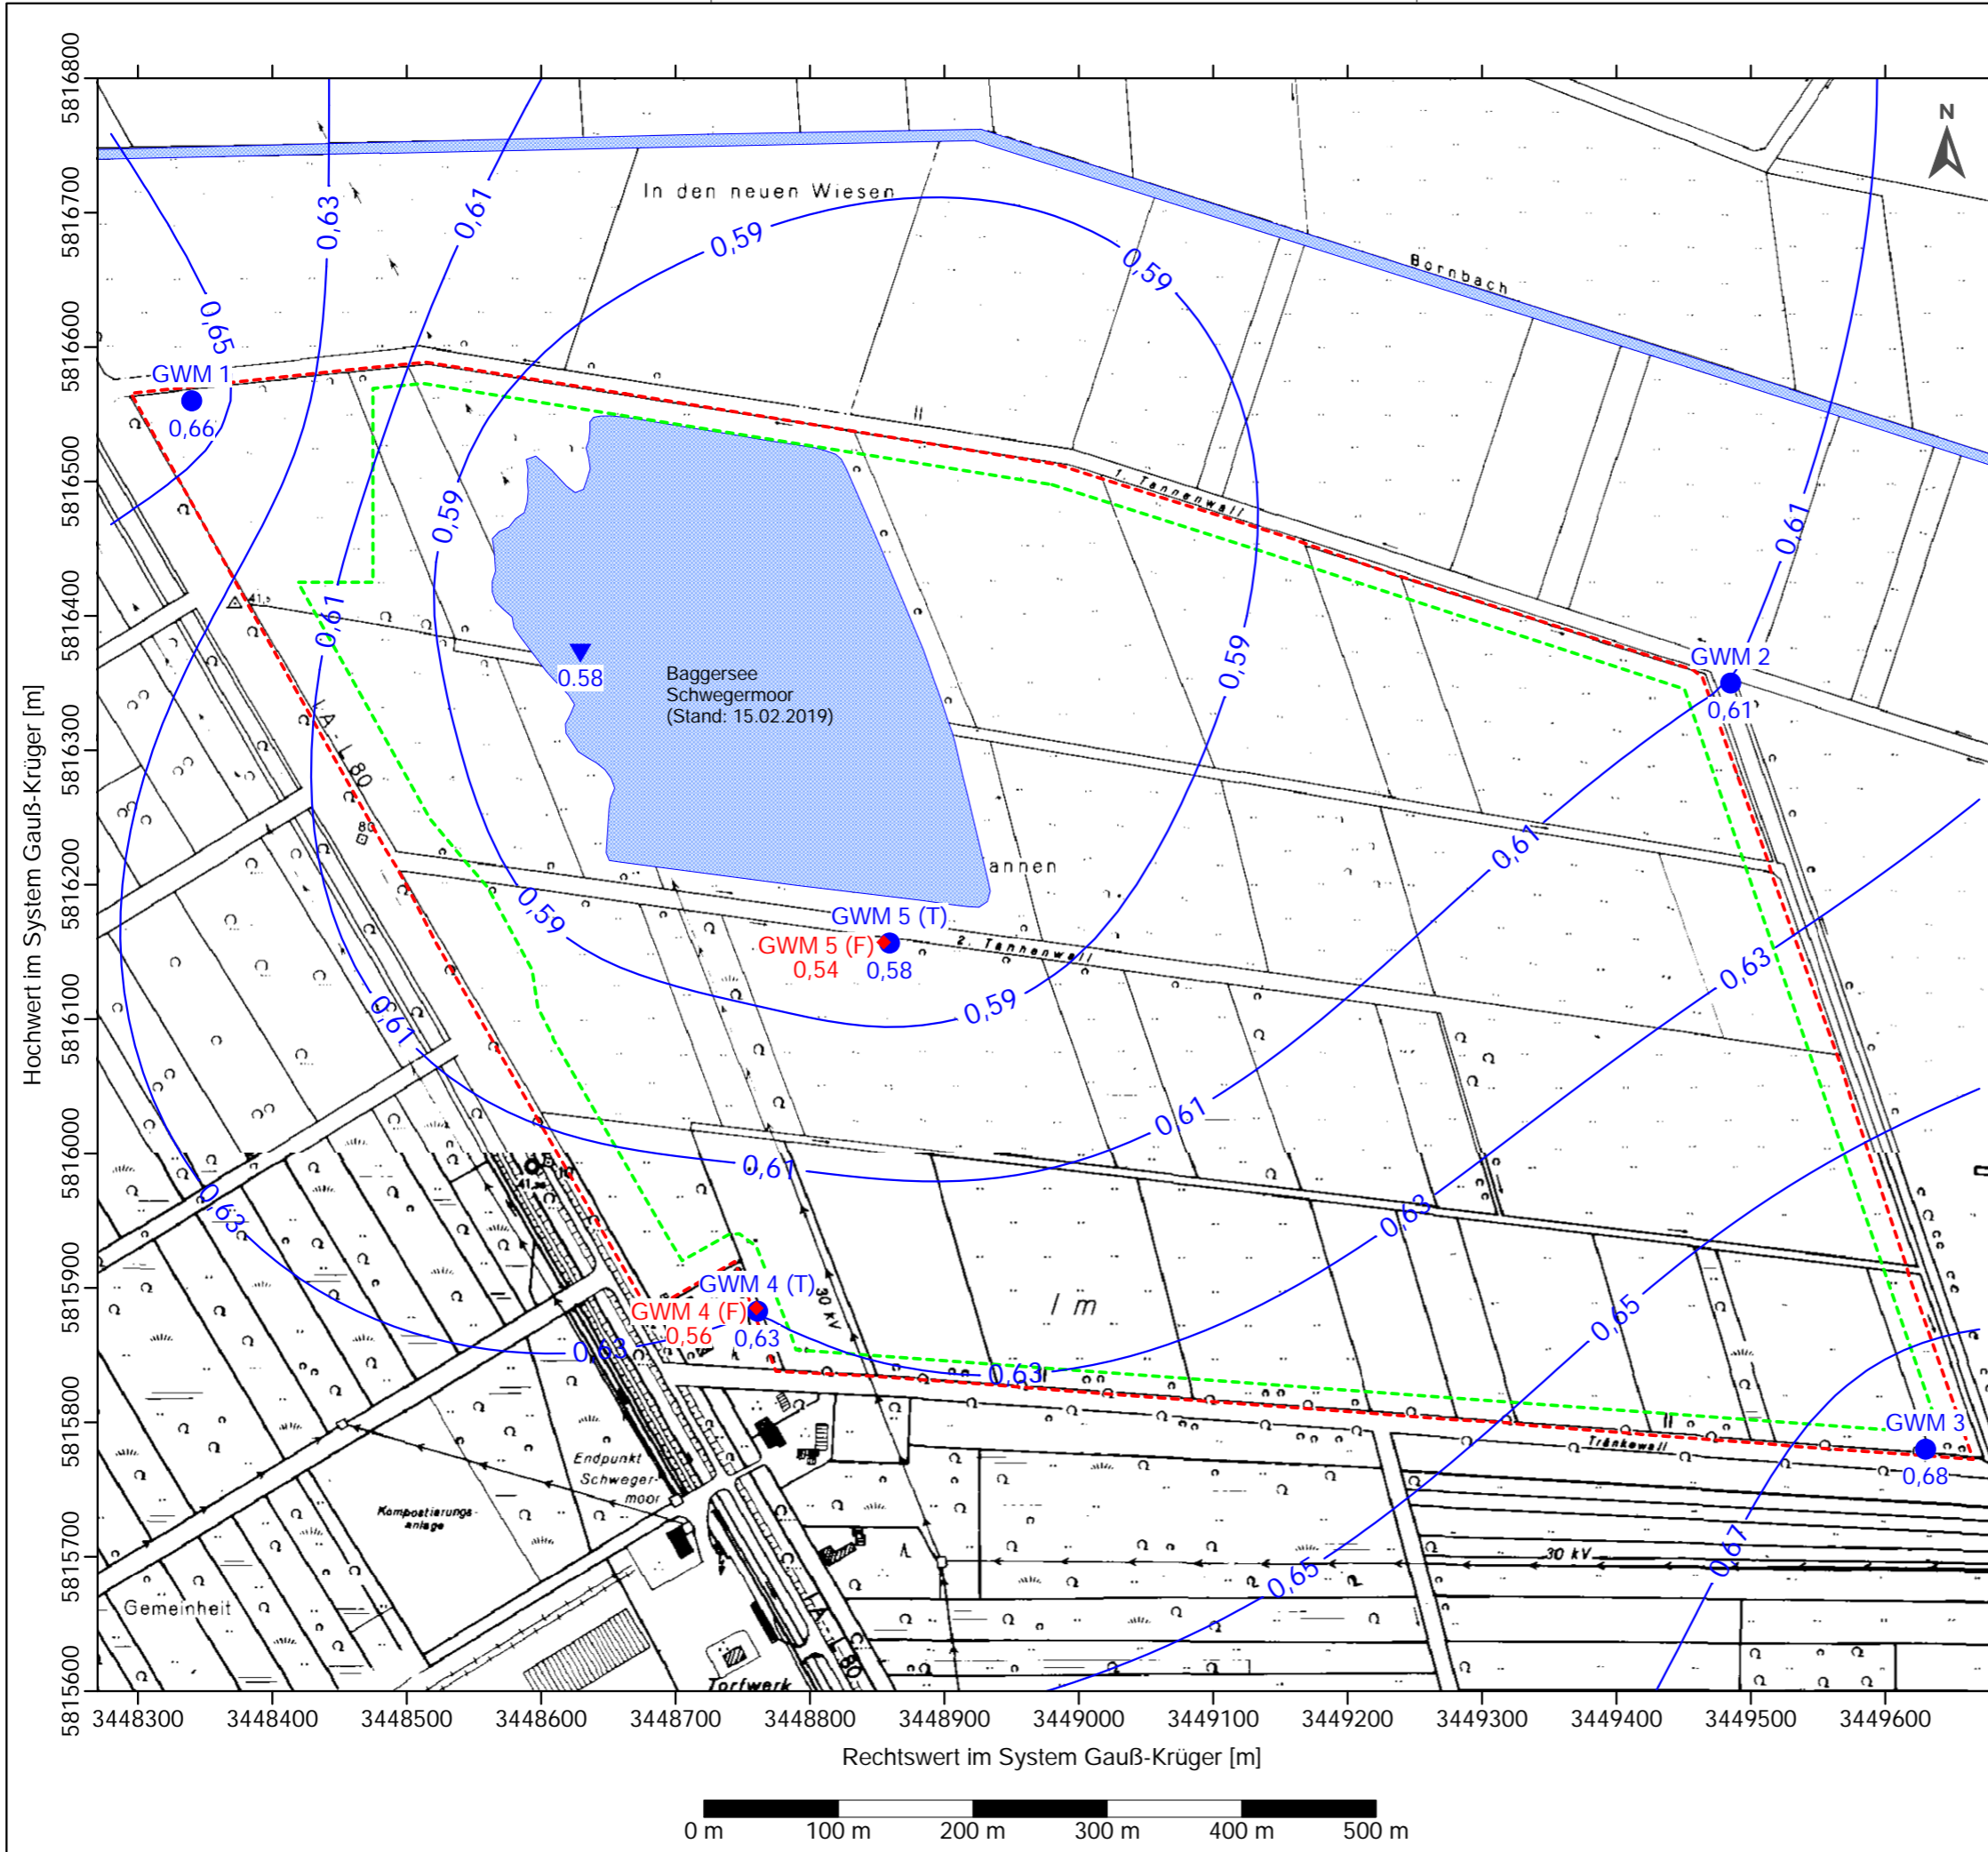 N
5816800
5816700
5816600
5816500
5816400
5816300
5816200
5816100
5816000
5815900
5815800
5815700
5815600
Hochwert im System Gauß-Krüger [m]
In den neuen Wiesen
Bornbach
0,63
0,61
0,59
0,59
0,65
GWM 1
0,66
II
1. Tannenwall
0,59
0,61
41,5
0,61
GWM 2
0,61
0,59
0.58
Baggersee
Schwegermoor
(Stand: 15.02.2019)
L A - L 80
80
0,61
annen
0,59
GWM 5 (T)
GWM 5 (F)
0,54
0,58
2. Tannenwall
0,63
0,59
0,61
0,61
0,61
0,63
0,63
I m
30 kV
GWM 4 (T)
GWM 4 (F)
0,56
0,63
0,65
0,63
0,63
II
GWM 3
0,68
Tränkewall
Endpunkt
Schweger-
moor
Kompostierungs-
anlage
0,67
30 kV
0,65
Gemeinheit
80
Torfwerk
3448300
3448400
3448500
3448600
3448700
3448800
3448900
3449000
3449100
3449200
3449300
3449400
3449500
3449600
Rechtswert im System Gauß-Krüger [m]
0 m
100 m
200 m
300 m
400 m
500 m